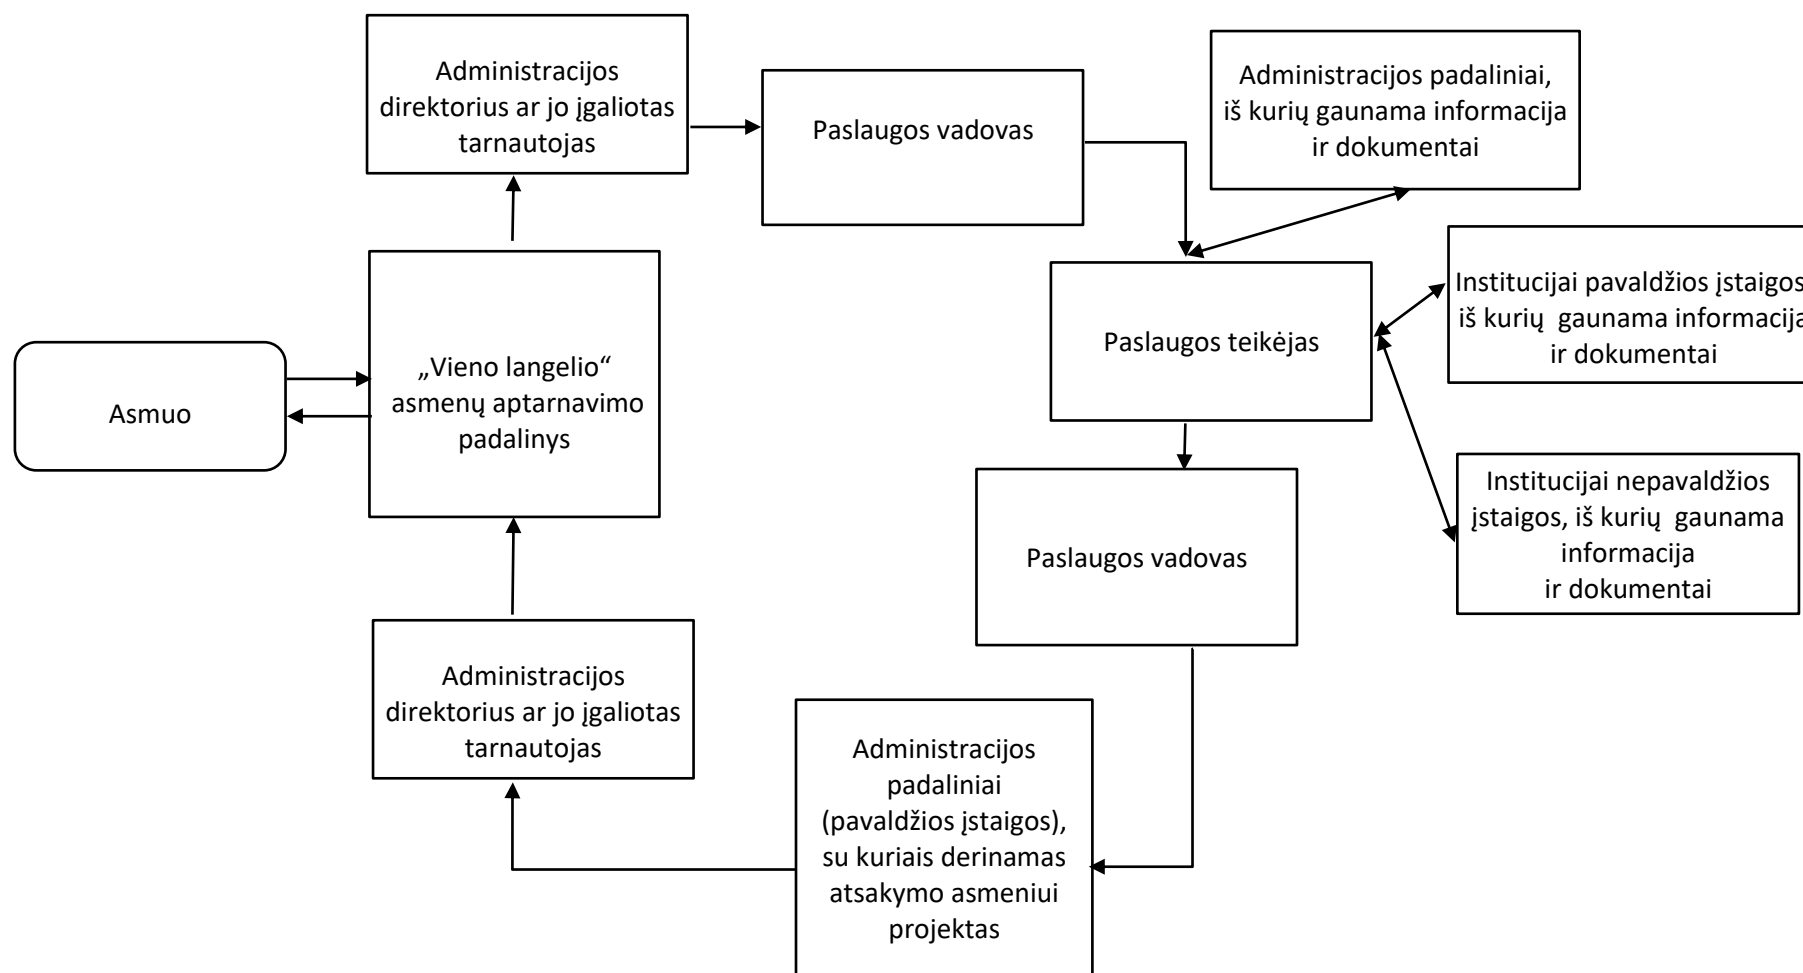 Administracijos
direktorius ar jo įgaliotas
tarnautojas
Paslaugos vadovas
Administracijos padaliniai,
iš kurių gaunama informacija
ir dokumentai
„Vieno langelio“
asmenų aptarnavimo
padalinys
Asmuo
Paslaugos teikėjas
Institucijai pavaldžios įstaigos
iš kurių  gaunama informacija
ir dokumentai
Institucijai nepavaldžios
įstaigos, iš kurių  gaunama
informacija
ir dokumentai
Paslaugos vadovas
Administracijos
direktorius ar jo įgaliotas
tarnautojas
Administracijos
padaliniai
(pavaldžios įstaigos),
su kuriais derinamas
atsakymo asmeniui
projektas